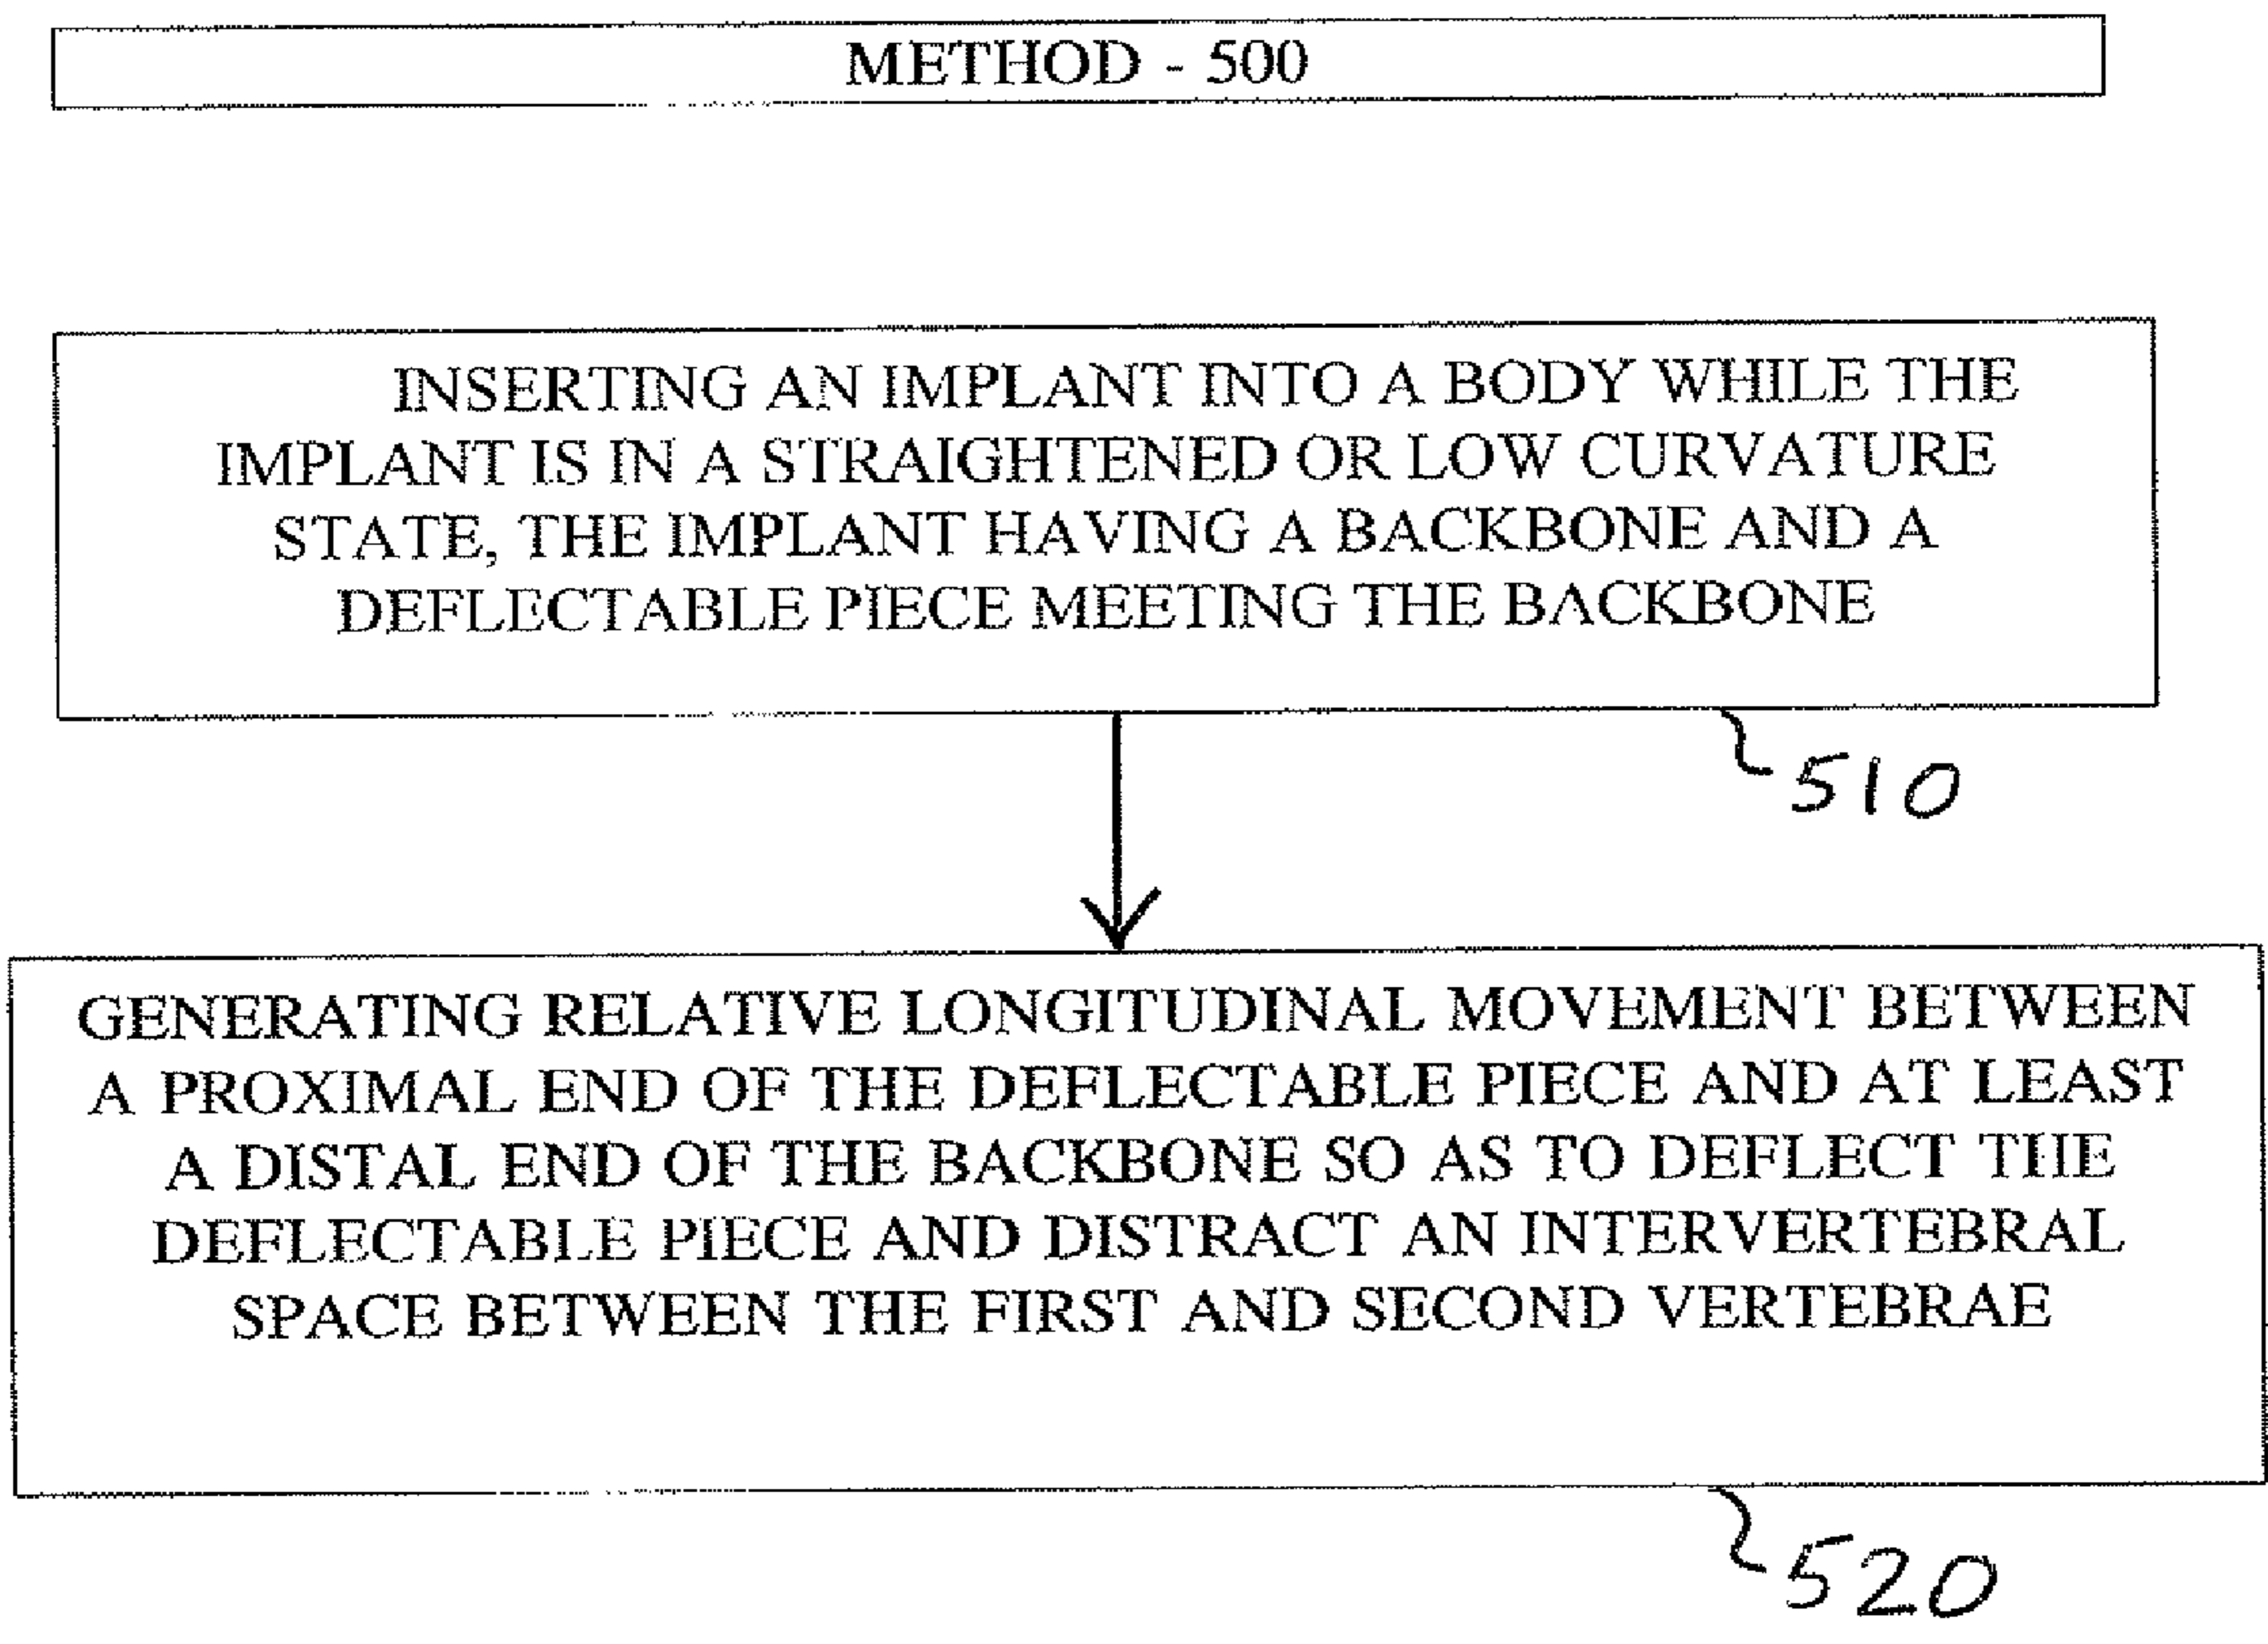 METHOD - 500
INSERTING AN IMPLANT INTO A BODY WHILE THE
IMPLANT IS IN A STRAIGHTENED OR LOW CURVATURE
STATE, THE IMPLANT HAVING A BACKBONE AND A
DEFLECTABLE PIECE MEETING THE BACKBONE
510
GENERATING RELATIVE LONGITUDINAL MOVEMENT BETWEEN
A PROXIMAL END OF THE DEFLECTABLE PIECE AND AT LEAST
A DISTAL END OF THE BACKBONE SO AS TO DEFLECT THE
DEFLECTABLE PIECE AND DISTRACT AN INTERVERTEBRAL
SPACE BETWEEN THE FIRST AND SECOND VERTEBRAE
520